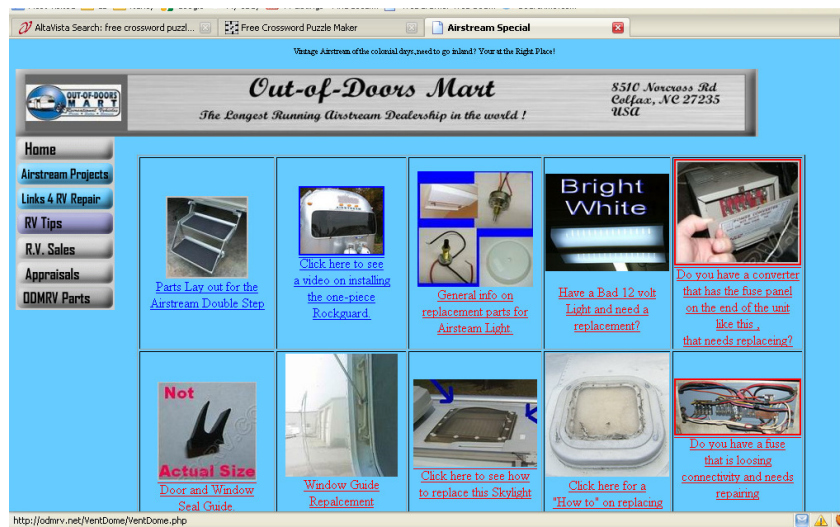 AltaVista Search: free crossword puzzl...
Free Crossword Puzzle Maker
Airstream Special
Vintage Airstream of the colonial days,need to go inland? Your at the Right Place!
OUT-OF-DOORS
MART
Out-of-Doors Mart
The Longest Running Airstream Dealership in the world !
8510 Norcross Rd
Colfax, NC 27235
USA
Home
Airstream Projects
Links 4 RV Repair
RV Tips
R.V. Sales
Appraisals
ODMRV Parts
Parts Lay out for the
Airstream Double Step
Click here to see
a video on installing
the one-piece
Rockguard.
General info on
replacement parts for
Airsteam Light.
Bright
White
Have a Bad 12 volt
Light and need a
replacement?
Do you have a converter
that has the fuse panel
on the end of the unit
like this ,
that needs replaceing?
Not
Actual Size
Door and Window
Seal Guide.
Window Guide
Repalcement
Click here to see how
to replace this Skylight
Click here for a
"How to" on replacing
Do you have a fuse
that is loosing
connectivity and needs
repairing
http://odmrv.net/VentDome/VentDome.php